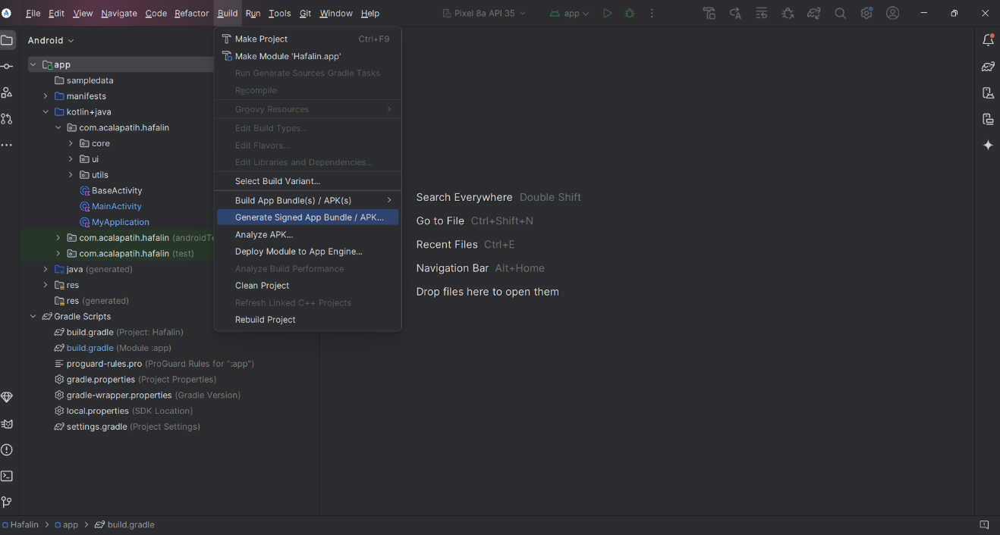 File Edit View Navigate Code Refactor Build Run Tools Git Window Help Pixel 8a API 35 app
Android
app
sampledata
manifests
kotlin+java
com.acalapatih.hafalin
core
ui
utils
BaseActivity
MainActivity
MyApplication
com.acalapatih.hafalin (androidTe
com.acalapatih.hafalin (test)
java (generated)
res
res (generated)
Gradle Scripts
build.gradle (Project: Hafalin)
build.gradle (Module :app)
proguard-rules.pro (ProGuard Rules for ":app")
gradle.properties (Project Properties)
gradle-wrapper.properties (Gradle Version)
local.properties (SDK Location)
settings.gradle (Project Settings)
Make Project Ctrl+F9
Make Module 'Hafalin.app'
Run Generate Sources Gradle Tasks
Recompile
Groovy Resources
Edit Build Types...
Edit Flavors...
Edit Libraries and Dependencies...
Select Build Variant...
Build App Bundle(s) / APK(s)
Generate Signed App Bundle / APK...
Analyze APK...
Deploy Module to App Engine...
Analyze Build Performance
Clean Project
Refresh Linked C++ Projects
Rebuild Project
Search Everywhere Double Shift
Go to File Ctrl+Shift+N
Recent Files Ctrl+E
Navigation Bar Alt+Home
Drop files here to open them
Hafalin > app > build.gradle